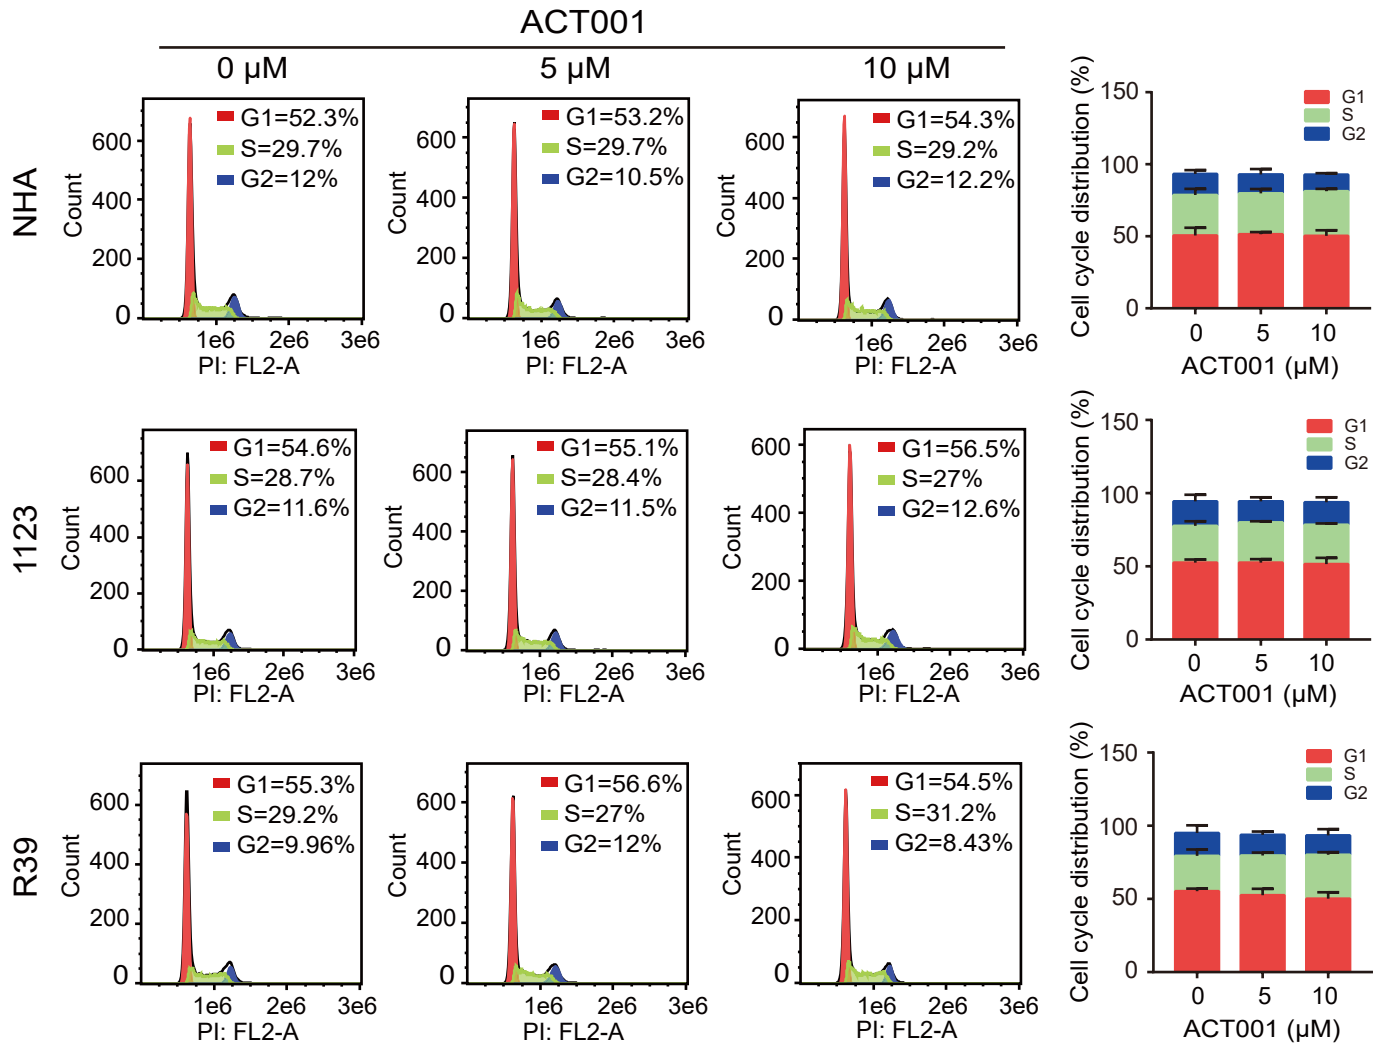 ACT001
0 µM
5 µM
10 µM
NHA
Count
600
400
200
0
G1=52.3%
S=29.7%
G2=12%
1e6 2e6 3e6
PI: FL2-A
Count
600
400
200
0
G1=53.2%
S=29.7%
G2=10.5%
1e6 2e6 3e6
PI: FL2-A
Count
600
400
200
0
G1=54.3%
S=29.2%
G2=12.2%
1e6 2e6 3e6
PI: FL2-A
Cell cycle distribution (%)
150
100
50
0
G1
S
G2
0 5 10
ACT001 (µM)
1123
Count
600
400
200
0
G1=54.6%
S=28.7%
G2=11.6%
1e6 2e6 3e6
PI: FL2-A
Count
600
400
200
0
G1=55.1%
S=28.4%
G2=11.5%
1e6 2e6 3e6
PI: FL2-A
Count
600
400
200
0
G1=56.5%
S=27%
G2=12.6%
1e6 2e6 3e6
PI: FL2-A
Cell cycle distribution (%)
150
100
50
0
G1
S
G2
0 5 10
ACT001 (µM)
R39
Count
600
400
200
0
G1=55.3%
S=29.2%
G2=9.96%
1e6 2e6 3e6
PI: FL2-A
Count
600
400
200
0
G1=56.6%
S=27%
G2=12%
1e6 2e6 3e6
PI: FL2-A
Count
600
400
200
0
G1=54.5%
S=31.2%
G2=8.43%
1e6 2e6 3e6
PI: FL2-A
Cell cycle distribution (%)
150
100
50
0
G1
S
G2
0 5 10
ACT001 (µM)